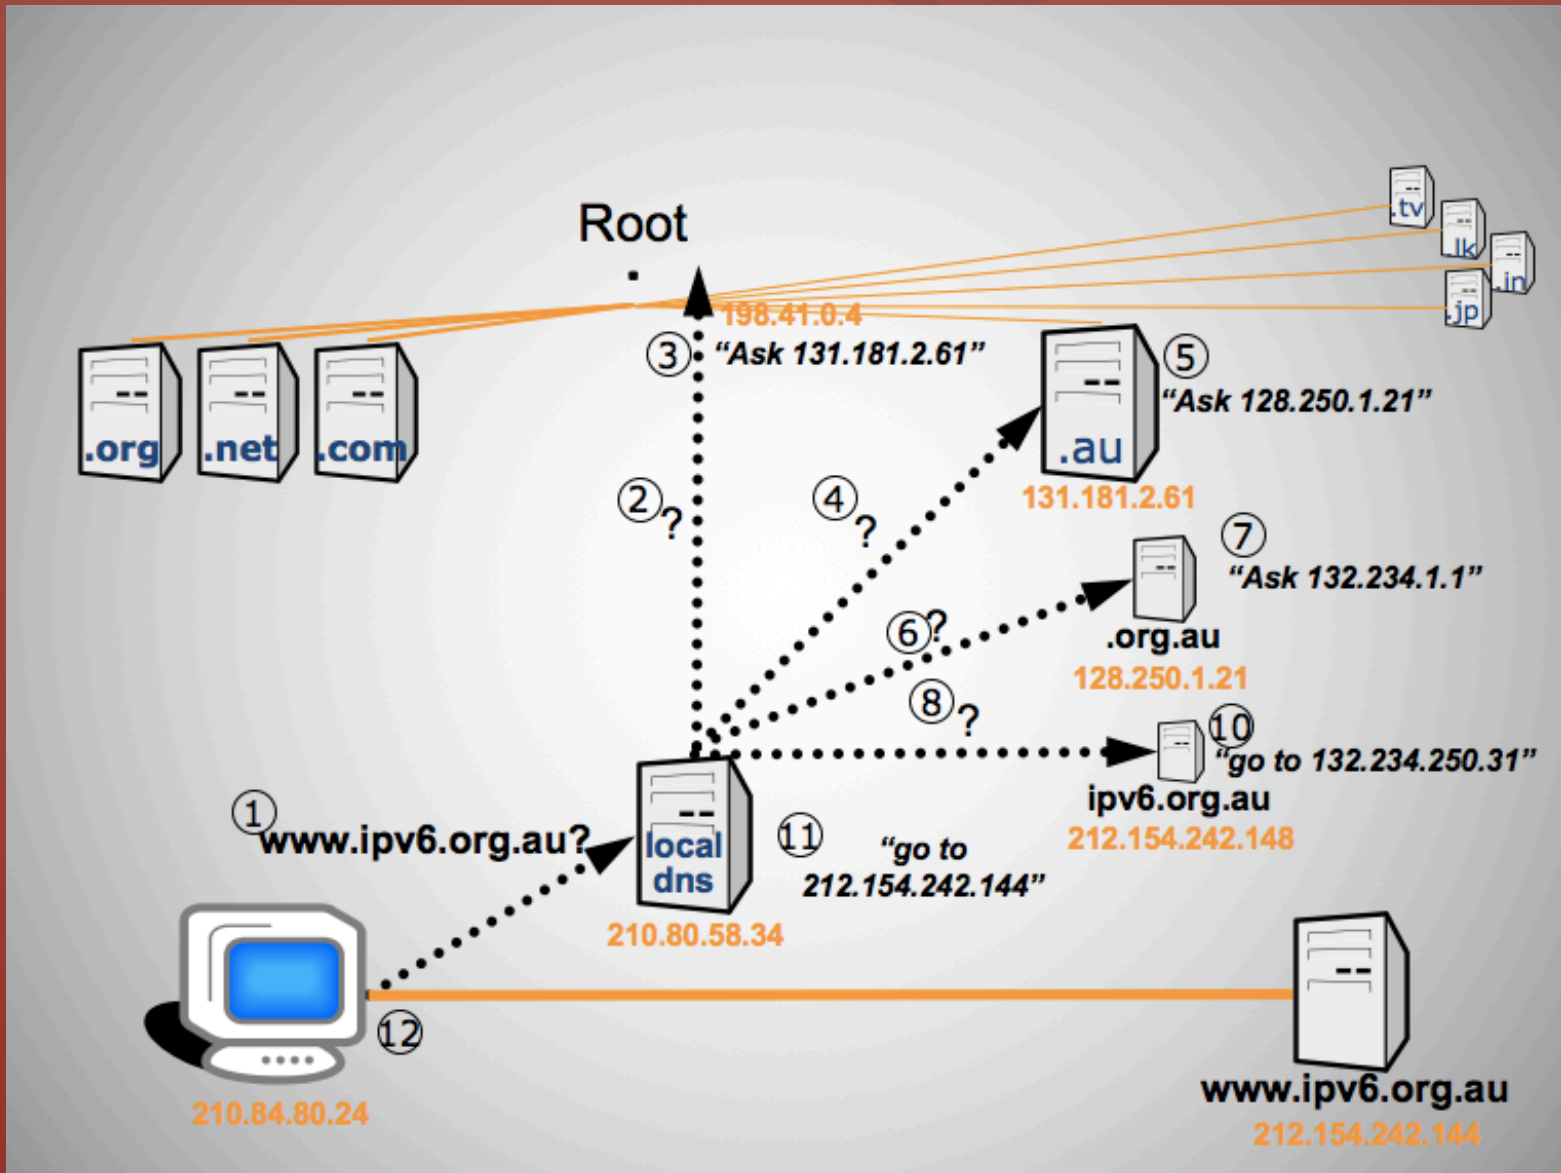 Root
.
.tv
.lk
.in
.jp
198.41.0.4
③ “Ask 131.181.2.61”
.org
.net
.com
⑤
“Ask 128.250.1.21”
.au
131.181.2.61
② ?
④ ?
⑦
“Ask 132.234.1.1”
⑥ ?
.org.au
128.250.1.21
⑧ ?
⑩
“go to 132.234.250.31”
ipv6.org.au
212.154.242.148
①
www.ipv6.org.au?
local
dns
210.80.58.34
⑪ “go to
212.154.242.144”
⑫
210.84.80.24
www.ipv6.org.au
212.154.242.144